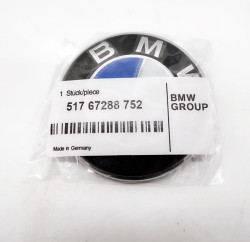 BMW
1 Stück/piece
517 67288 752
BMW
GROUP
Made in Germany